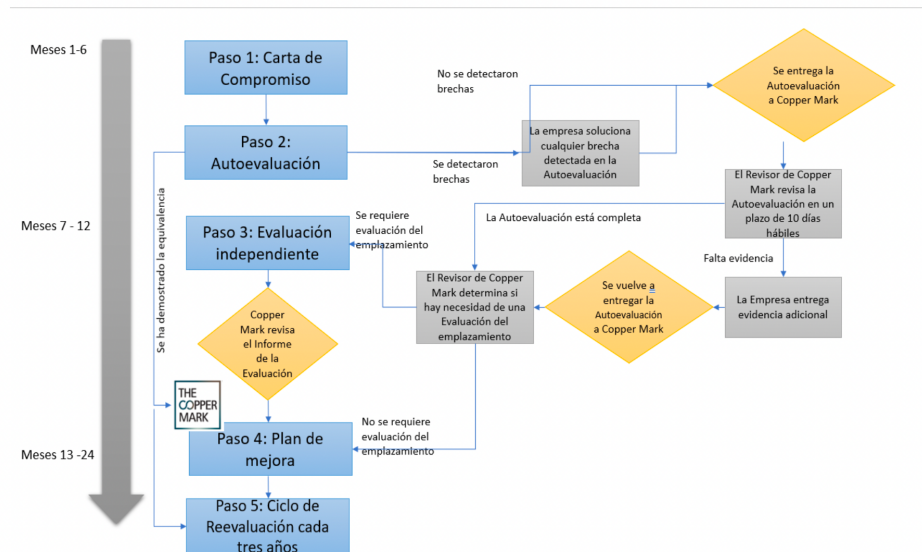 Meses 1-6
Paso 1: Carta de
Compromiso
Paso 2:
Autoevaluación
No se detectaron
brechas
Se detectaron
brechas
La empresa soluciona
cualquier brecha
detectada en la
Autoevaluación
Se entrega la
Autoevaluación
a Copper Mark
El Revisor de Copper
Mark revisa la
Autoevaluación en un
plazo de 10 días
hábiles
Falta evidencia
La Empresa entrega
evidencia adicional
Se vuelve a
entregar la
Autoevaluación
a Copper Mark
La Autoevaluación está completa
El Revisor de Copper
Mark determina si
hay necesidad de una
Evaluación del
emplazamiento
Se requiere
evaluación del
emplazamiento
Meses 7 - 12
Paso 3: Evaluación
independiente
Se ha demostrado la equivalencia
Copper
Mark revisa
el Informe
de la
Evaluación
THE
COPPER
MARK
No se requiere
evaluación del
emplazamiento
Meses 13 -24
Paso 4: Plan de
mejora
Paso 5: Ciclo de
Reevaluación cada
tres años